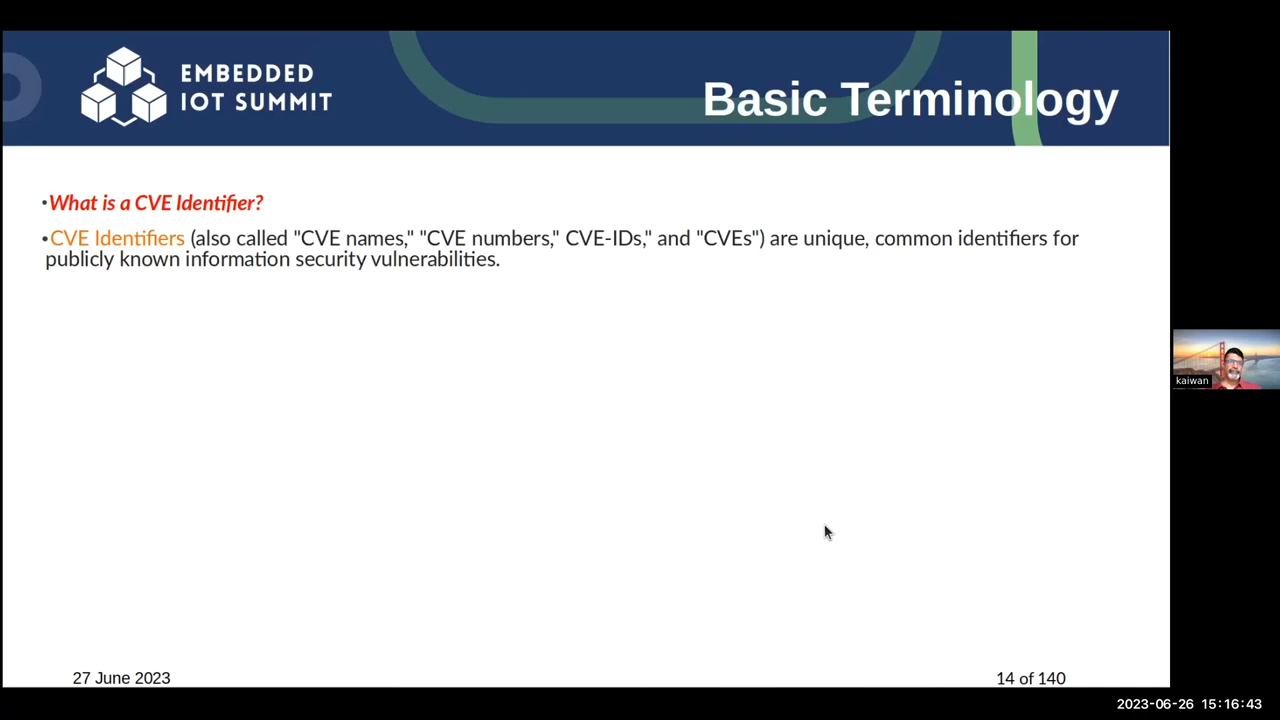 EMBEDDED
IOT SUMMIT
Basic Terminology
•What is a CVE Identifier?
•CVE Identifiers (also called "CVE names," "CVE numbers," CVE-IDs," and "CVEs") are unique, common identifiers for
publicly known information security vulnerabilities.
kaiwan
27 June 2023
14 of 140
2023-06-26 15:16:43